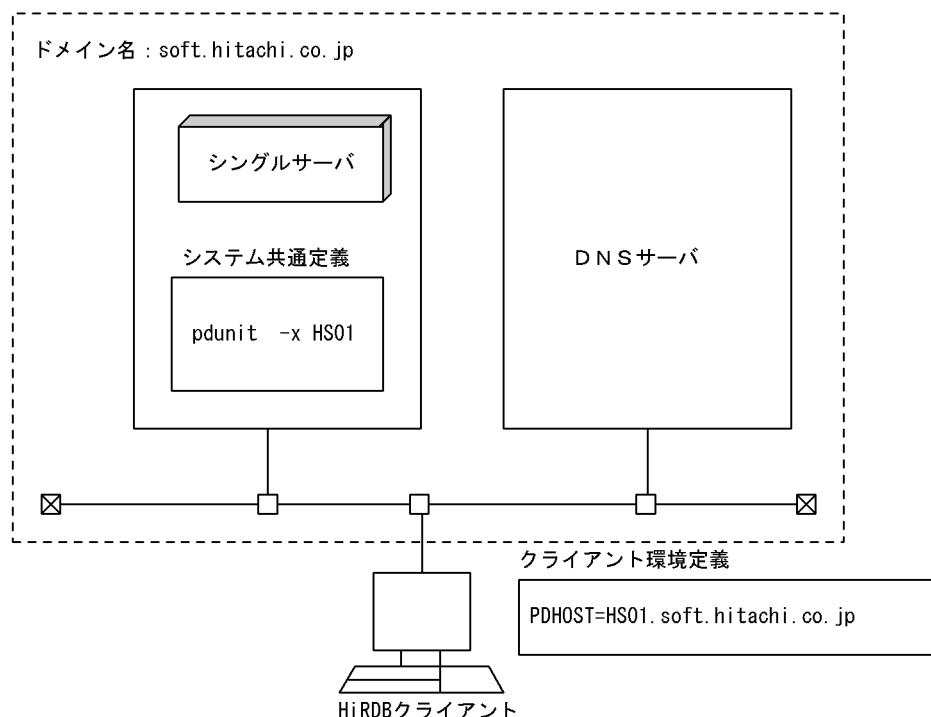 ドメイン名：soft.hitachi.co.jp
シングルサーバ
システム共通定義
pdunit -x HS01
ＤＮＳサーバ
クライアント環境定義
PDHOST=HS01.soft.hitachi.co.jp
HiRDBクライアント